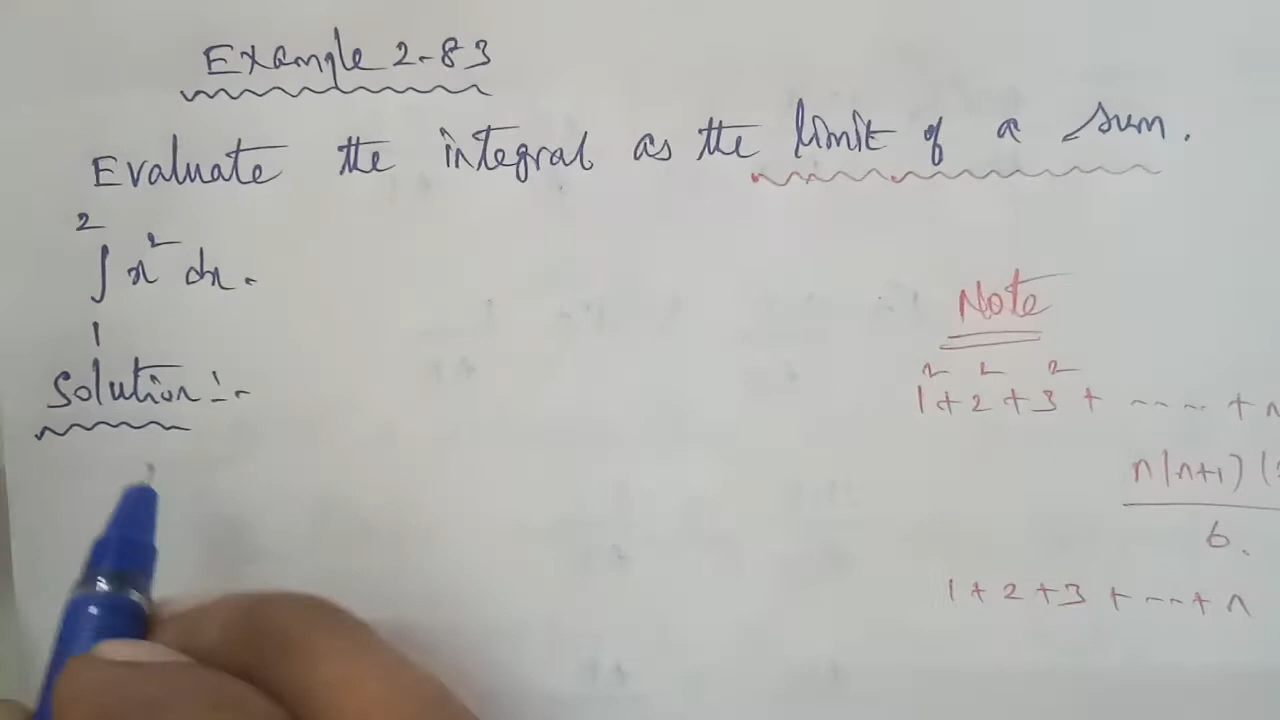 Example 2.83
Evaluate the integral as the limit of a sum.
2
∫ x² dx.
1
Solution:-
Note
1² + 2² + 3² + ---- + n
n(n+1)(
6.
1 + 2 + 3 + ---- + n